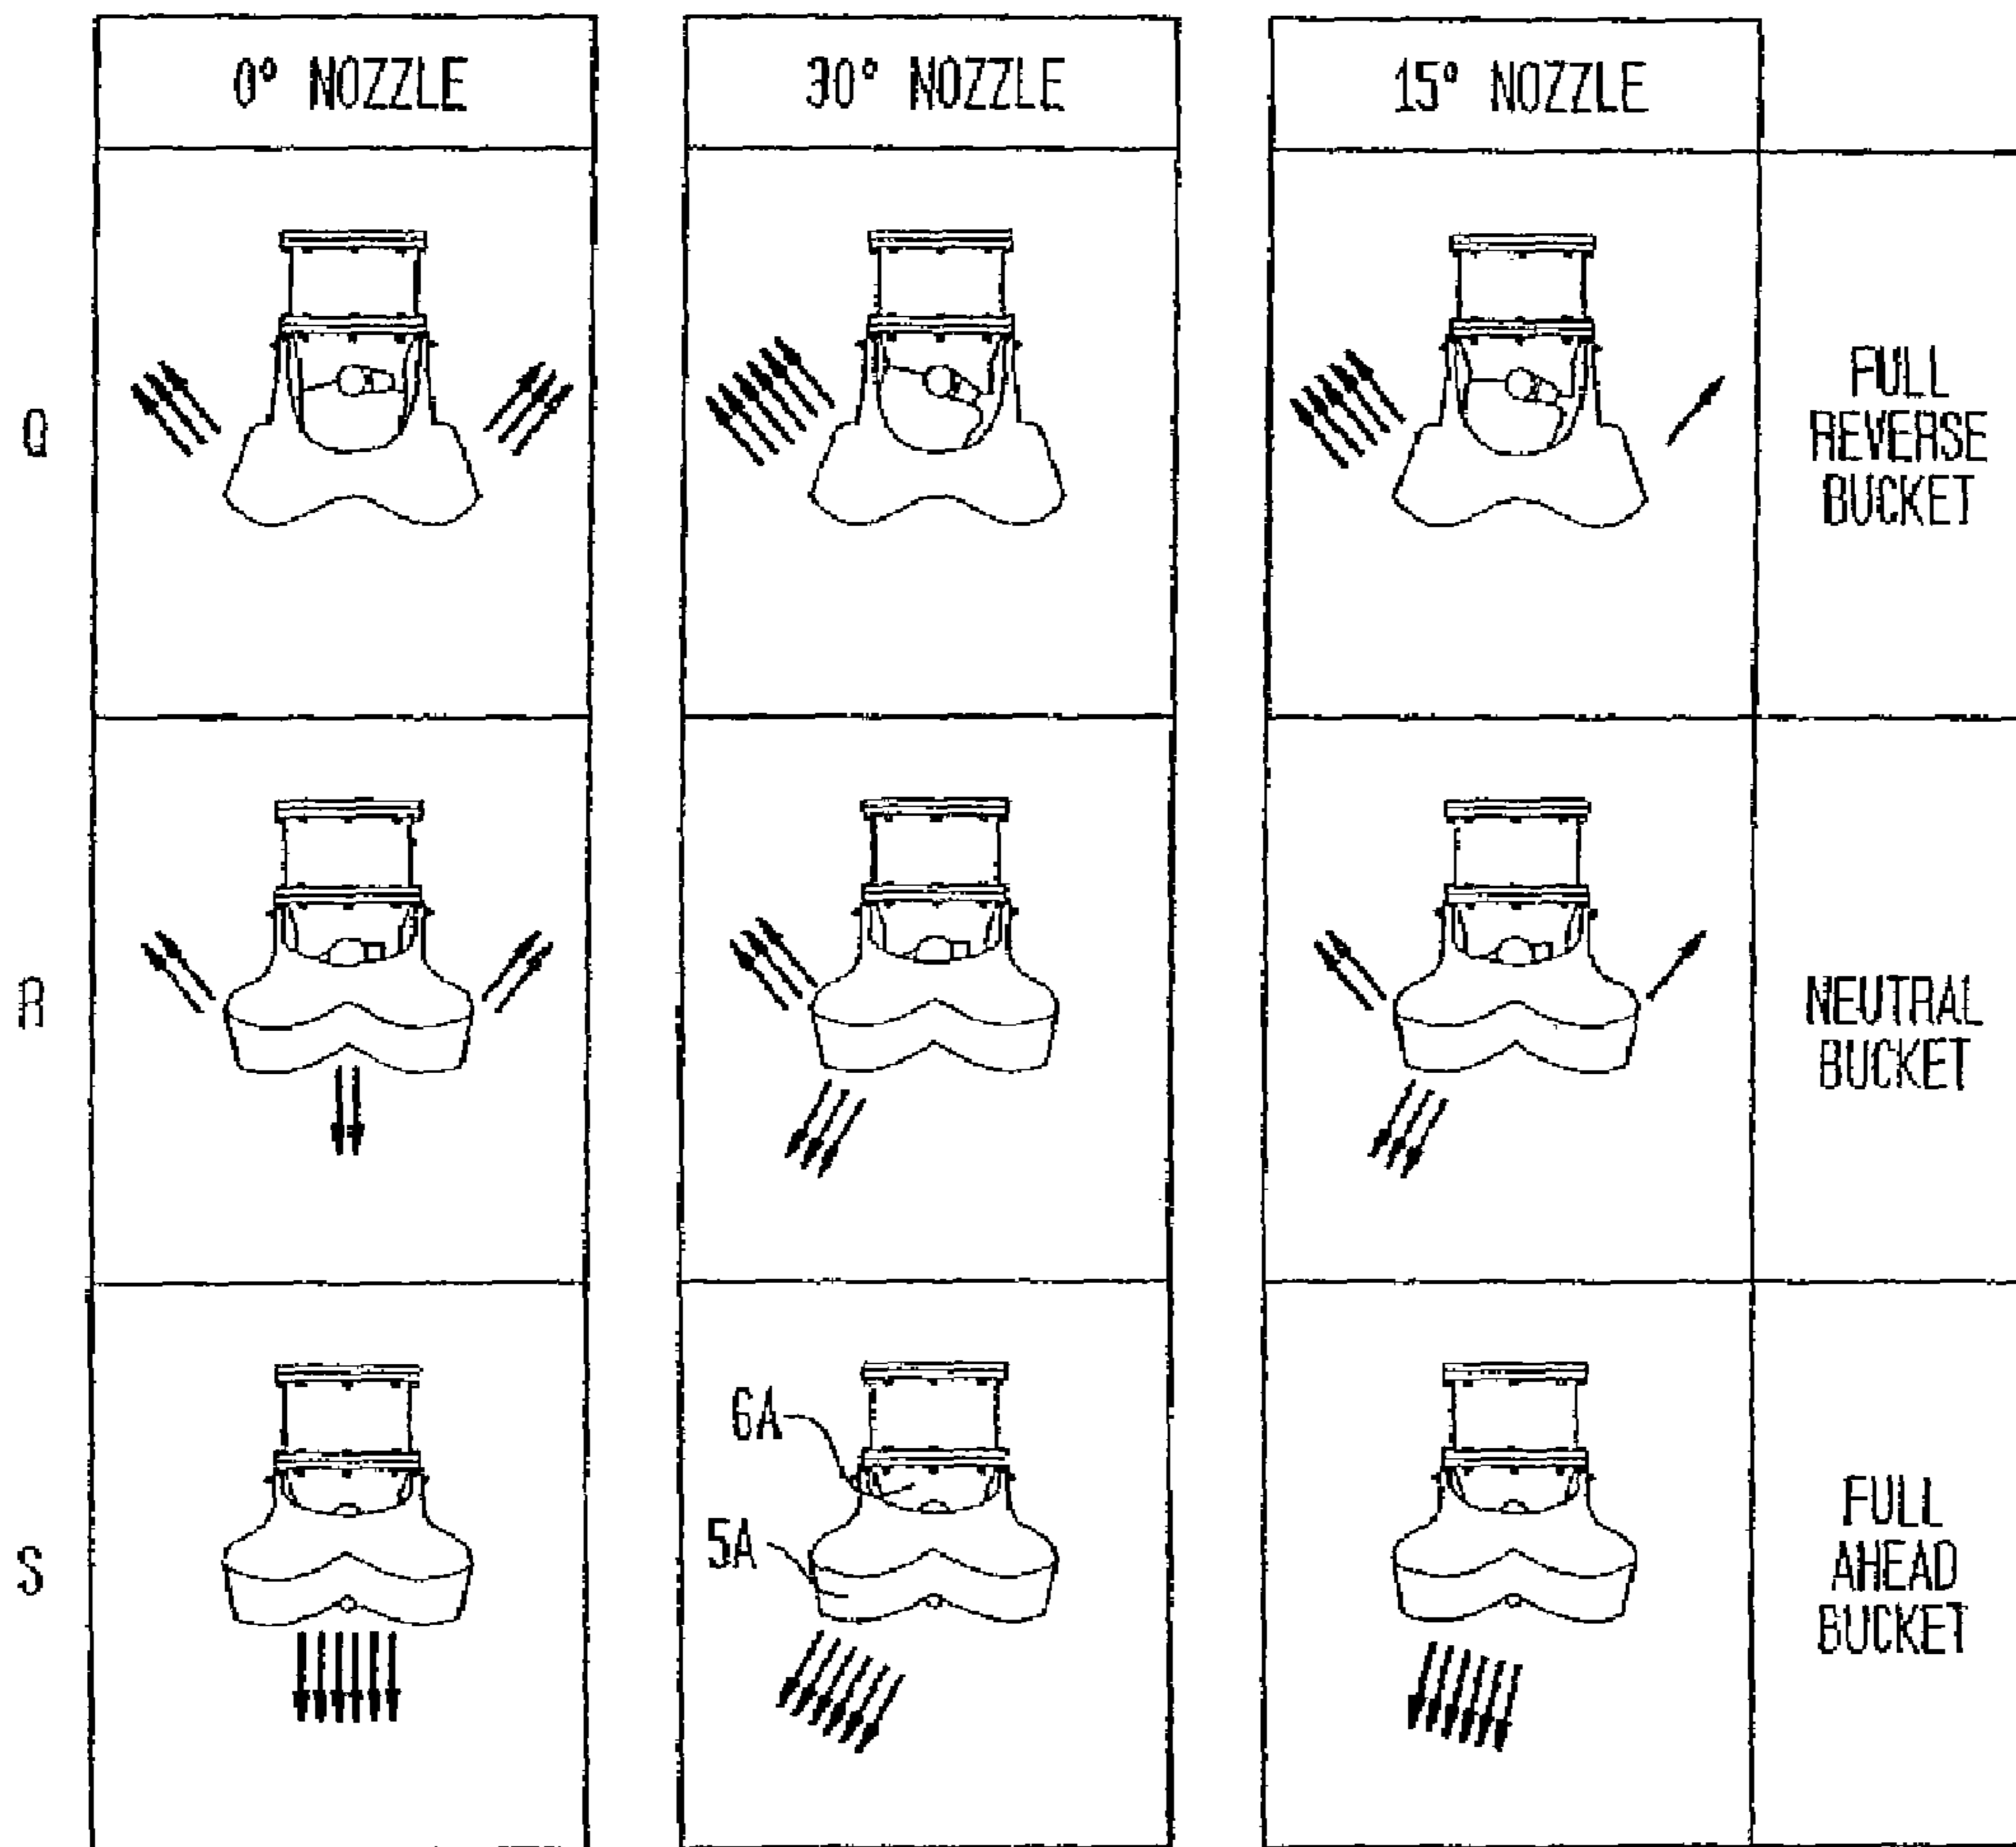 0° NOZZLE
30° NOZZLE
15° NOZZLE
Q
FULL
REVERSE
BUCKET
R
NEUTRAL
BUCKET
S
6A
5A
FULL
AHEAD
BUCKET